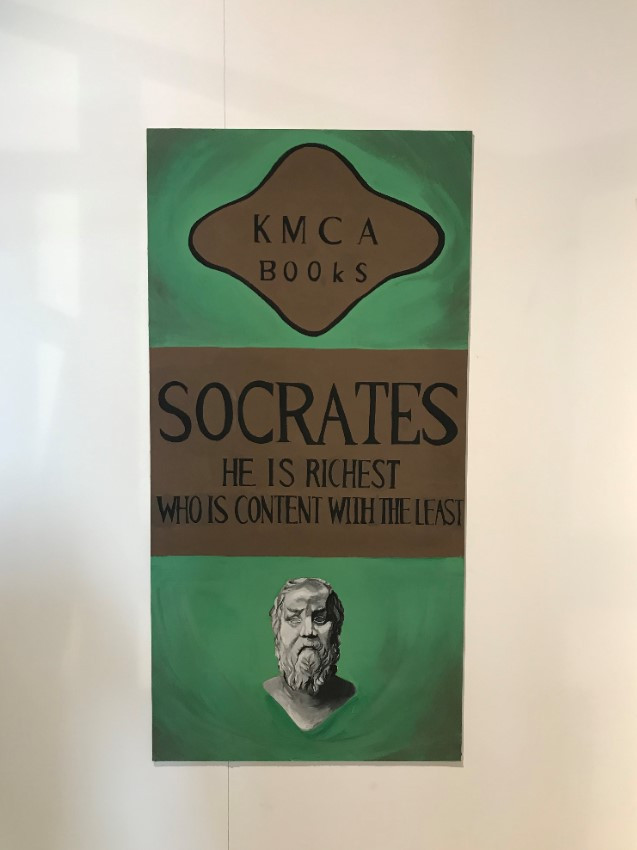 KMCA
BOOkS
SOCRATES
HE IS RICHEST
WHO IS CONTENT WITH THE LEAST